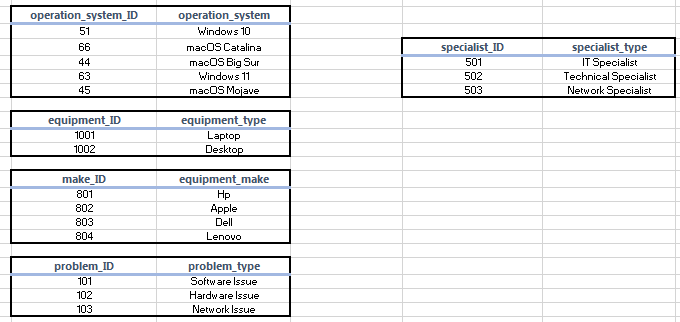 operation_system_ID operation_system
51 Windows 10
66 macOS Catalina
44 macOS Big Sur
63 Windows 11
45 macOS Mojave
specialist_ID specialist_type
501 IT Specialist
502 Technical Specialist
503 Network Specialist
equipment_ID equipment_type
1001 Laptop
1002 Desktop
make_ID equipment_make
801 Hp
802 Apple
803 Dell
804 Lenovo
problem_ID problem_type
101 Software Issue
102 Hardware Issue
103 Network Issue